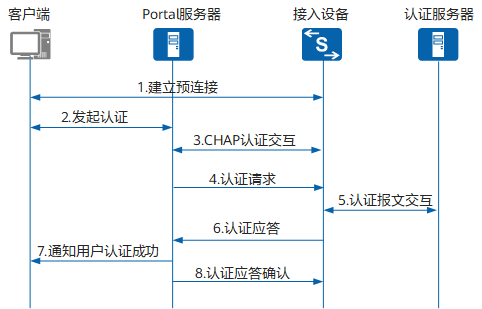 客户端 Portal服务器 接入设备 认证服务器
S
1.建立预连接
2.发起认证
3.CHAP认证交互
4.认证请求
5.认证报文交互
6.认证应答
7.通知用户认证成功
8.认证应答确认